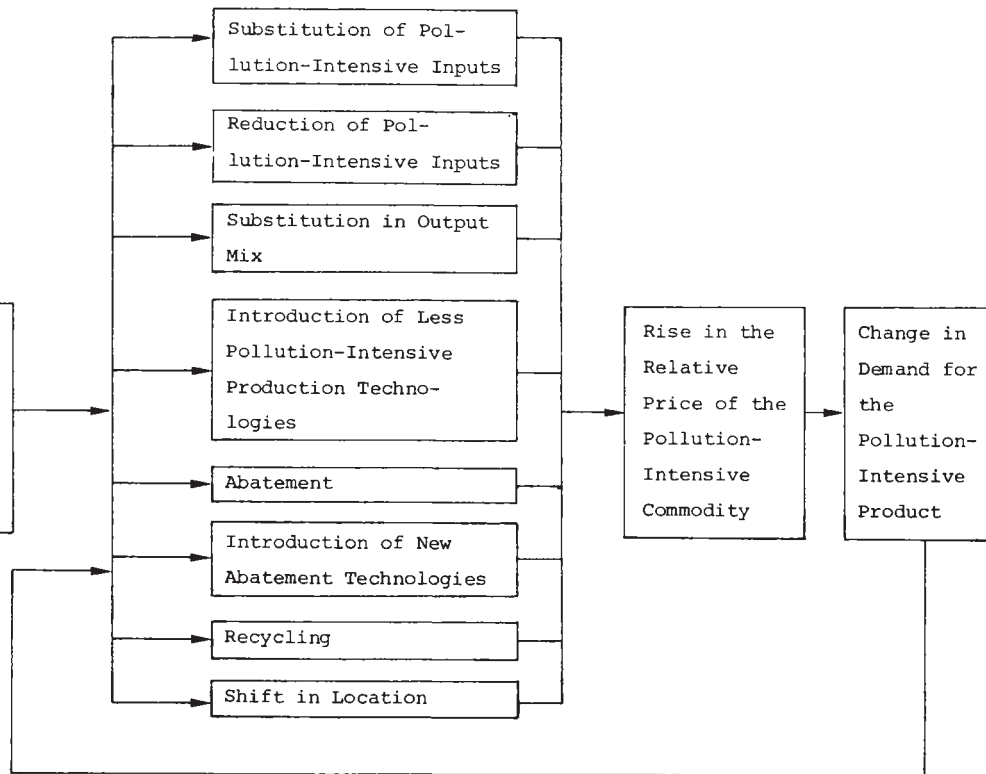 Substitution of Pol-
lution-Intensive Inputs
Reduction of Pol-
lution-Intensive Inputs
Substitution in Output
Mix
Introduction of Less
Pollution-Intensive
Production Techno-
logies
Abatement
Introduction of New
Abatement Technologies
Recycling
Shift in Location
Rise in the
Relative
Price of the
Pollution-
Intensive
Commodity
Change in
Demand for
the
Pollution-
Intensive
Product